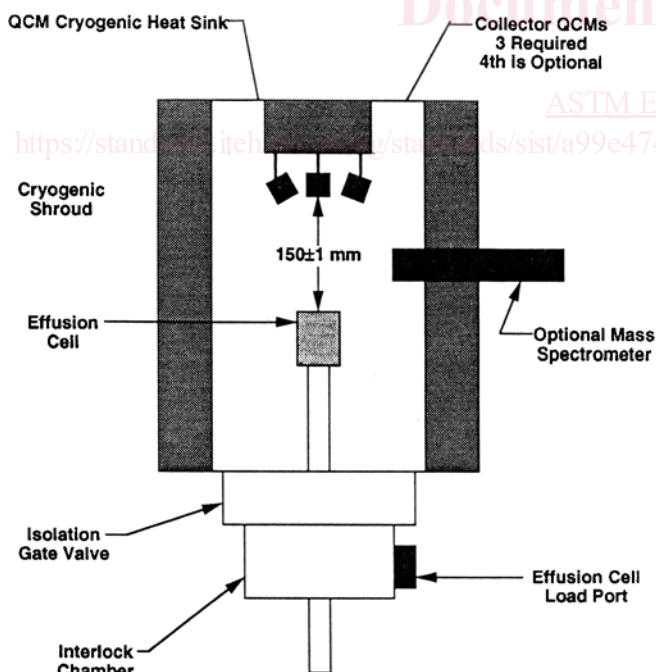 Documen
QCM Cryogenic Heat Sink
Collector QCMs
3 Required
4th is Optional
ASTM E
Cryogenic
Shroud
150±1 mm
Effusion
Cell
Optional Mass
Spectrometer
Isolation
Gate Valve
Effusion Cell
Load Port
Interlock
Chamber